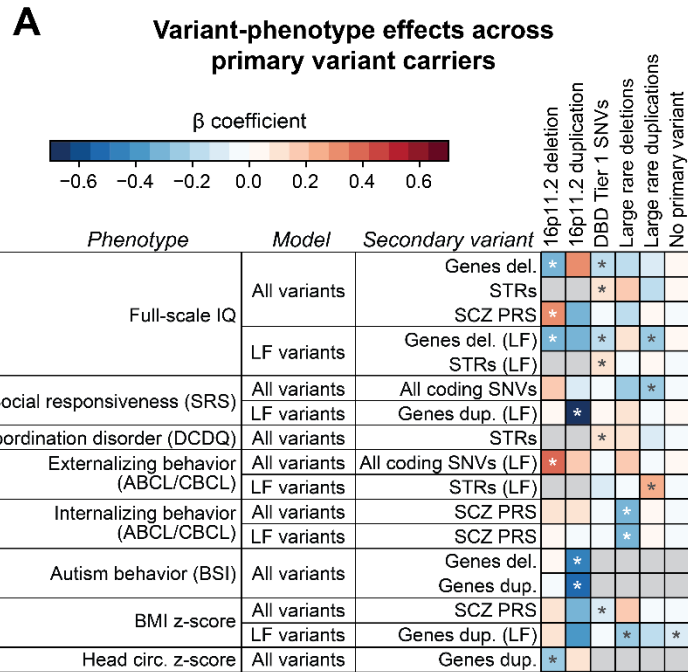 A
Variant-phenotype effects across
primary variant carriers
β coefficient
−0.6 −0.4 −0.2 0.0 0.2 0.4 0.6
16p11.2 deletion
16p11.2 duplication
DBD Tier 1 SNVs
Large rare deletions
Large rare duplications
No primary variant
Phenotype Model Secondary variant
Full-scale IQ
All variants
Genes del.
* *
STRs
*
SCZ PRS
*
LF variants
Genes del. (LF)
* * *
STRs (LF)
*
ocial responsiveness (SRS)
All variants All coding SNVs
*
LF variants Genes dup. (LF)
*
oordination disorder (DCDQ) All variants STRs
*
Externalizing behavior
(ABCL/CBCL)
All variants All coding SNVs (LF)
*
LF variants STRs (LF)
*
Internalizing behavior
(ABCL/CBCL)
All variants SCZ PRS
*
LF variants SCZ PRS
*
Autism behavior (BSI)
All variants
Genes del.
*
Genes dup.
*
BMI z-score
All variants SCZ PRS
*
LF variants Genes dup. (LF)
* *
Head circ. z-score All variants Genes dup.
*